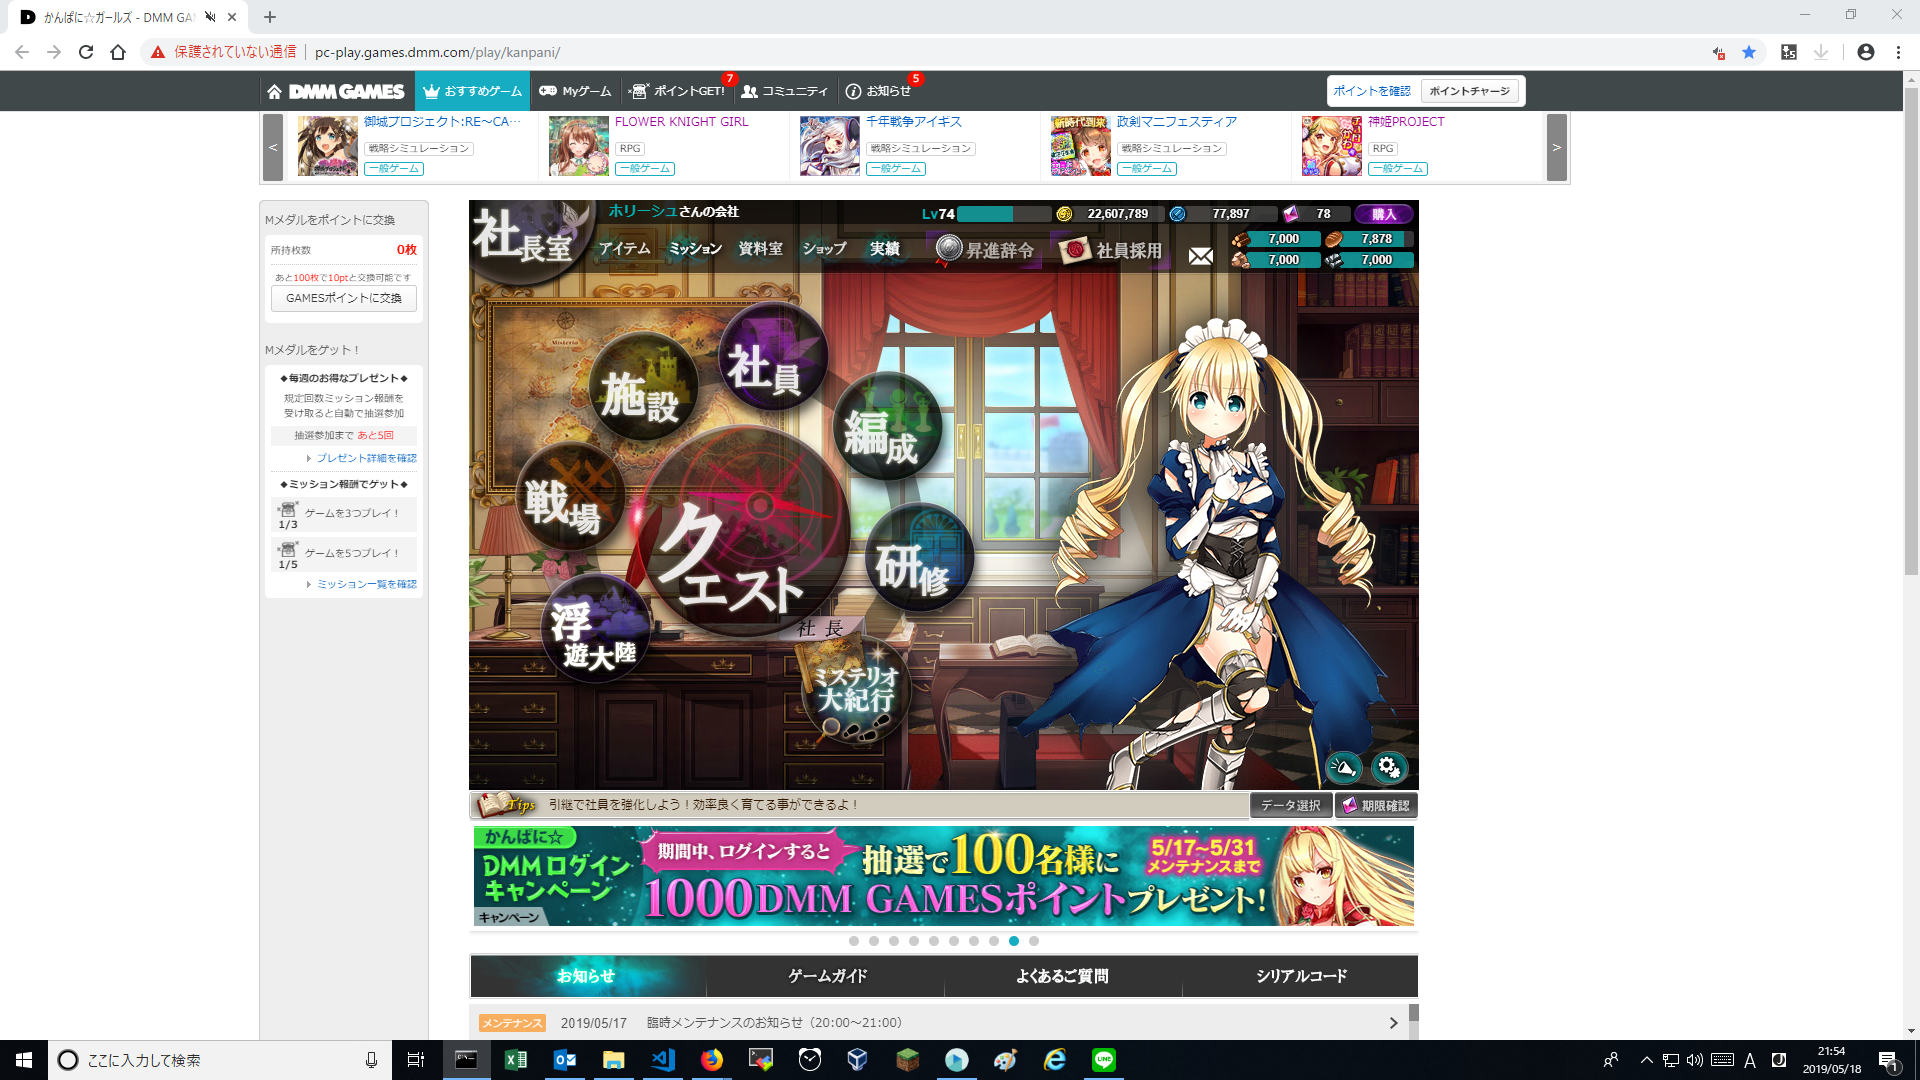 かんぱに☆ガールズ - DMM GA
保護されていない通信
pc-play.games.dmm.com/play/kanpani/
DMM GAMES
おすすめゲーム
Myゲーム
ポイントGET!
7
コミュニティ
お知らせ
5
ポイントを確認
ポイントチャージ
<
御城プロジェクト:RE～CA…
戦略シミュレーション
一般ゲーム
FLOWER KNIGHT GIRL
RPG
一般ゲーム
千年戦争アイギス
戦略シミュレーション
一般ゲーム
新時代到来
政剣マニフェスティア
戦略シミュレーション
一般ゲーム
神姫PROJECT
RPG
一般ゲーム
>
Mメダルをポイントに交換
所持枚数 0枚
あと100枚で10ptと交換可能です
GAMESポイントに交換
Mメダルをゲット！
◆毎週のお得なプレゼント◆
規定回数ミッション報酬を
受け取ると自動で抽選参加
抽選参加まで あと5回
プレゼント詳細を確認
◆ミッション報酬でゲット◆
ゲームを3つプレイ！
1/3
ゲームを5つプレイ！
1/5
ミッション一覧を確認
社長室
ホリーシュさんの会社
Lv74
22,607,789
77,897
78
購入
アイテム
ミッション
資料室
ショップ
実績
昇進辞令
社員採用
7,000
7,878
7,000
7,000
Misterio
施設
社員
編成
戦場
クエスト
研修
浮遊大陸
社長
ミステリオ
大紀行
Tips
引継で社員を強化しよう！効率良く育てる事ができるよ！
データ選択
期限確認
かんぱに☆
DMMログイン
キャンペーン
キャンペーン
期間中、ログインすると
抽選で100名様に
1000DMM GAMESポイントプレゼント!
5/17～5/31
メンテナンスまで
お知らせ
ゲームガイド
よくあるご質問
シリアルコード
メンテナンス
2019/05/17
臨時メンテナンスのお知らせ（20:00～21:00）
ここに入力して検索
LINE
A
21:54
2019/05/18
1